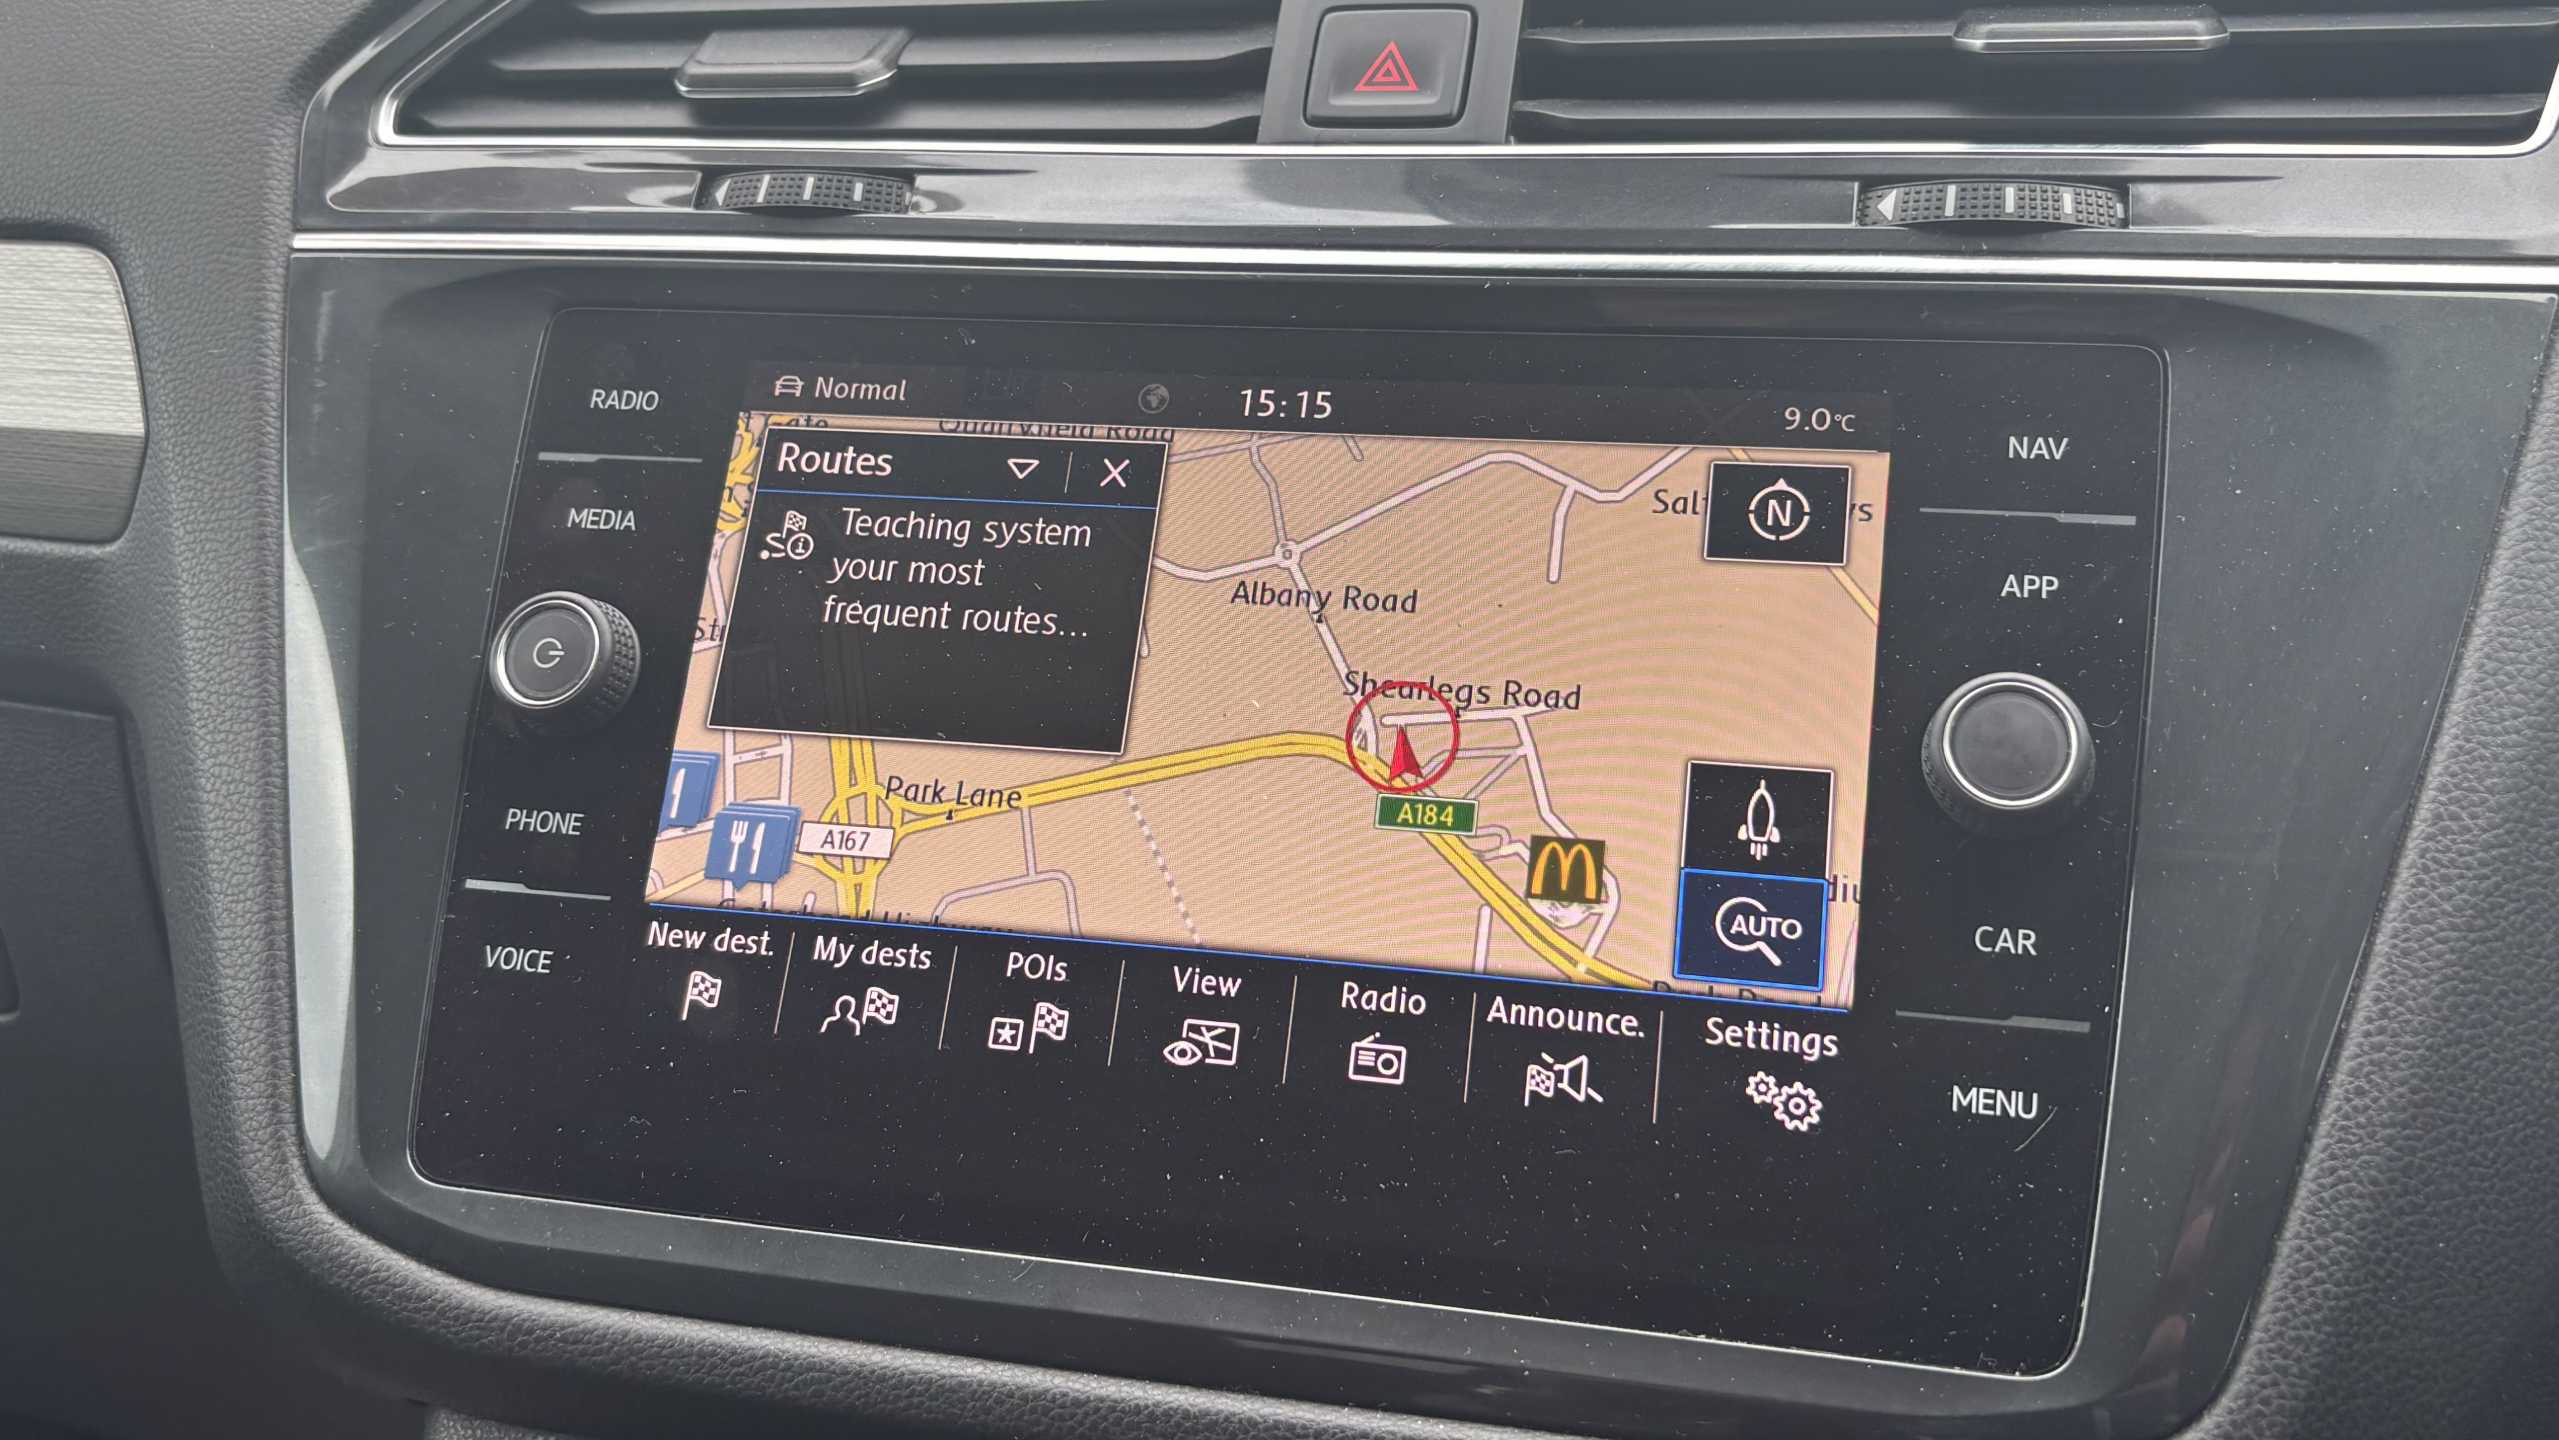 RADIO
MEDIA
PHONE
VOICE
Normal
15:15
9.0°C
Quarryfield Road
Routes
Teaching system
your most
frequent routes...
N
Albany Road
Shearlegs Road
Park Lane
A167
A184
AUTO
New dest.
My dests
POIs
View
Radio
Announce.
Settings
NAV
APP
CAR
MENU